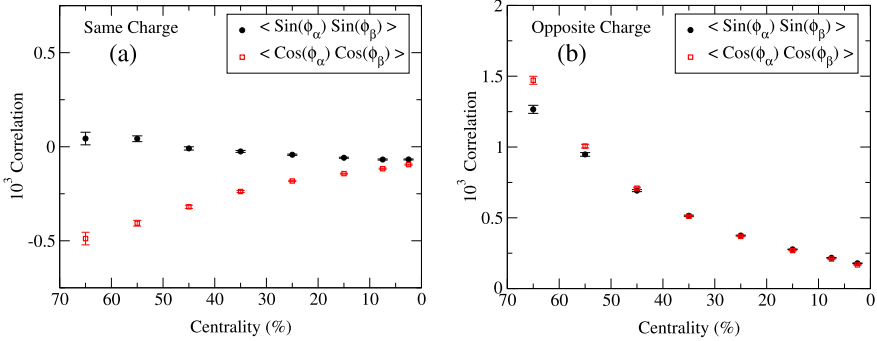 Same Charge
(a)
< Sin(ϕα) Sin(ϕβ) >
< Cos(ϕα) Cos(ϕβ) >
0.5
0
-0.5
10³ Correlation
70 60 50 40 30 20 10 0
Centrality (%)
Opposite Charge
(b)
< Sin(ϕα) Sin(ϕβ) >
< Cos(ϕα) Cos(ϕβ) >
2
1.5
1
0.5
0
10³ Correlation
70 60 50 40 30 20 10 0
Centrality (%)